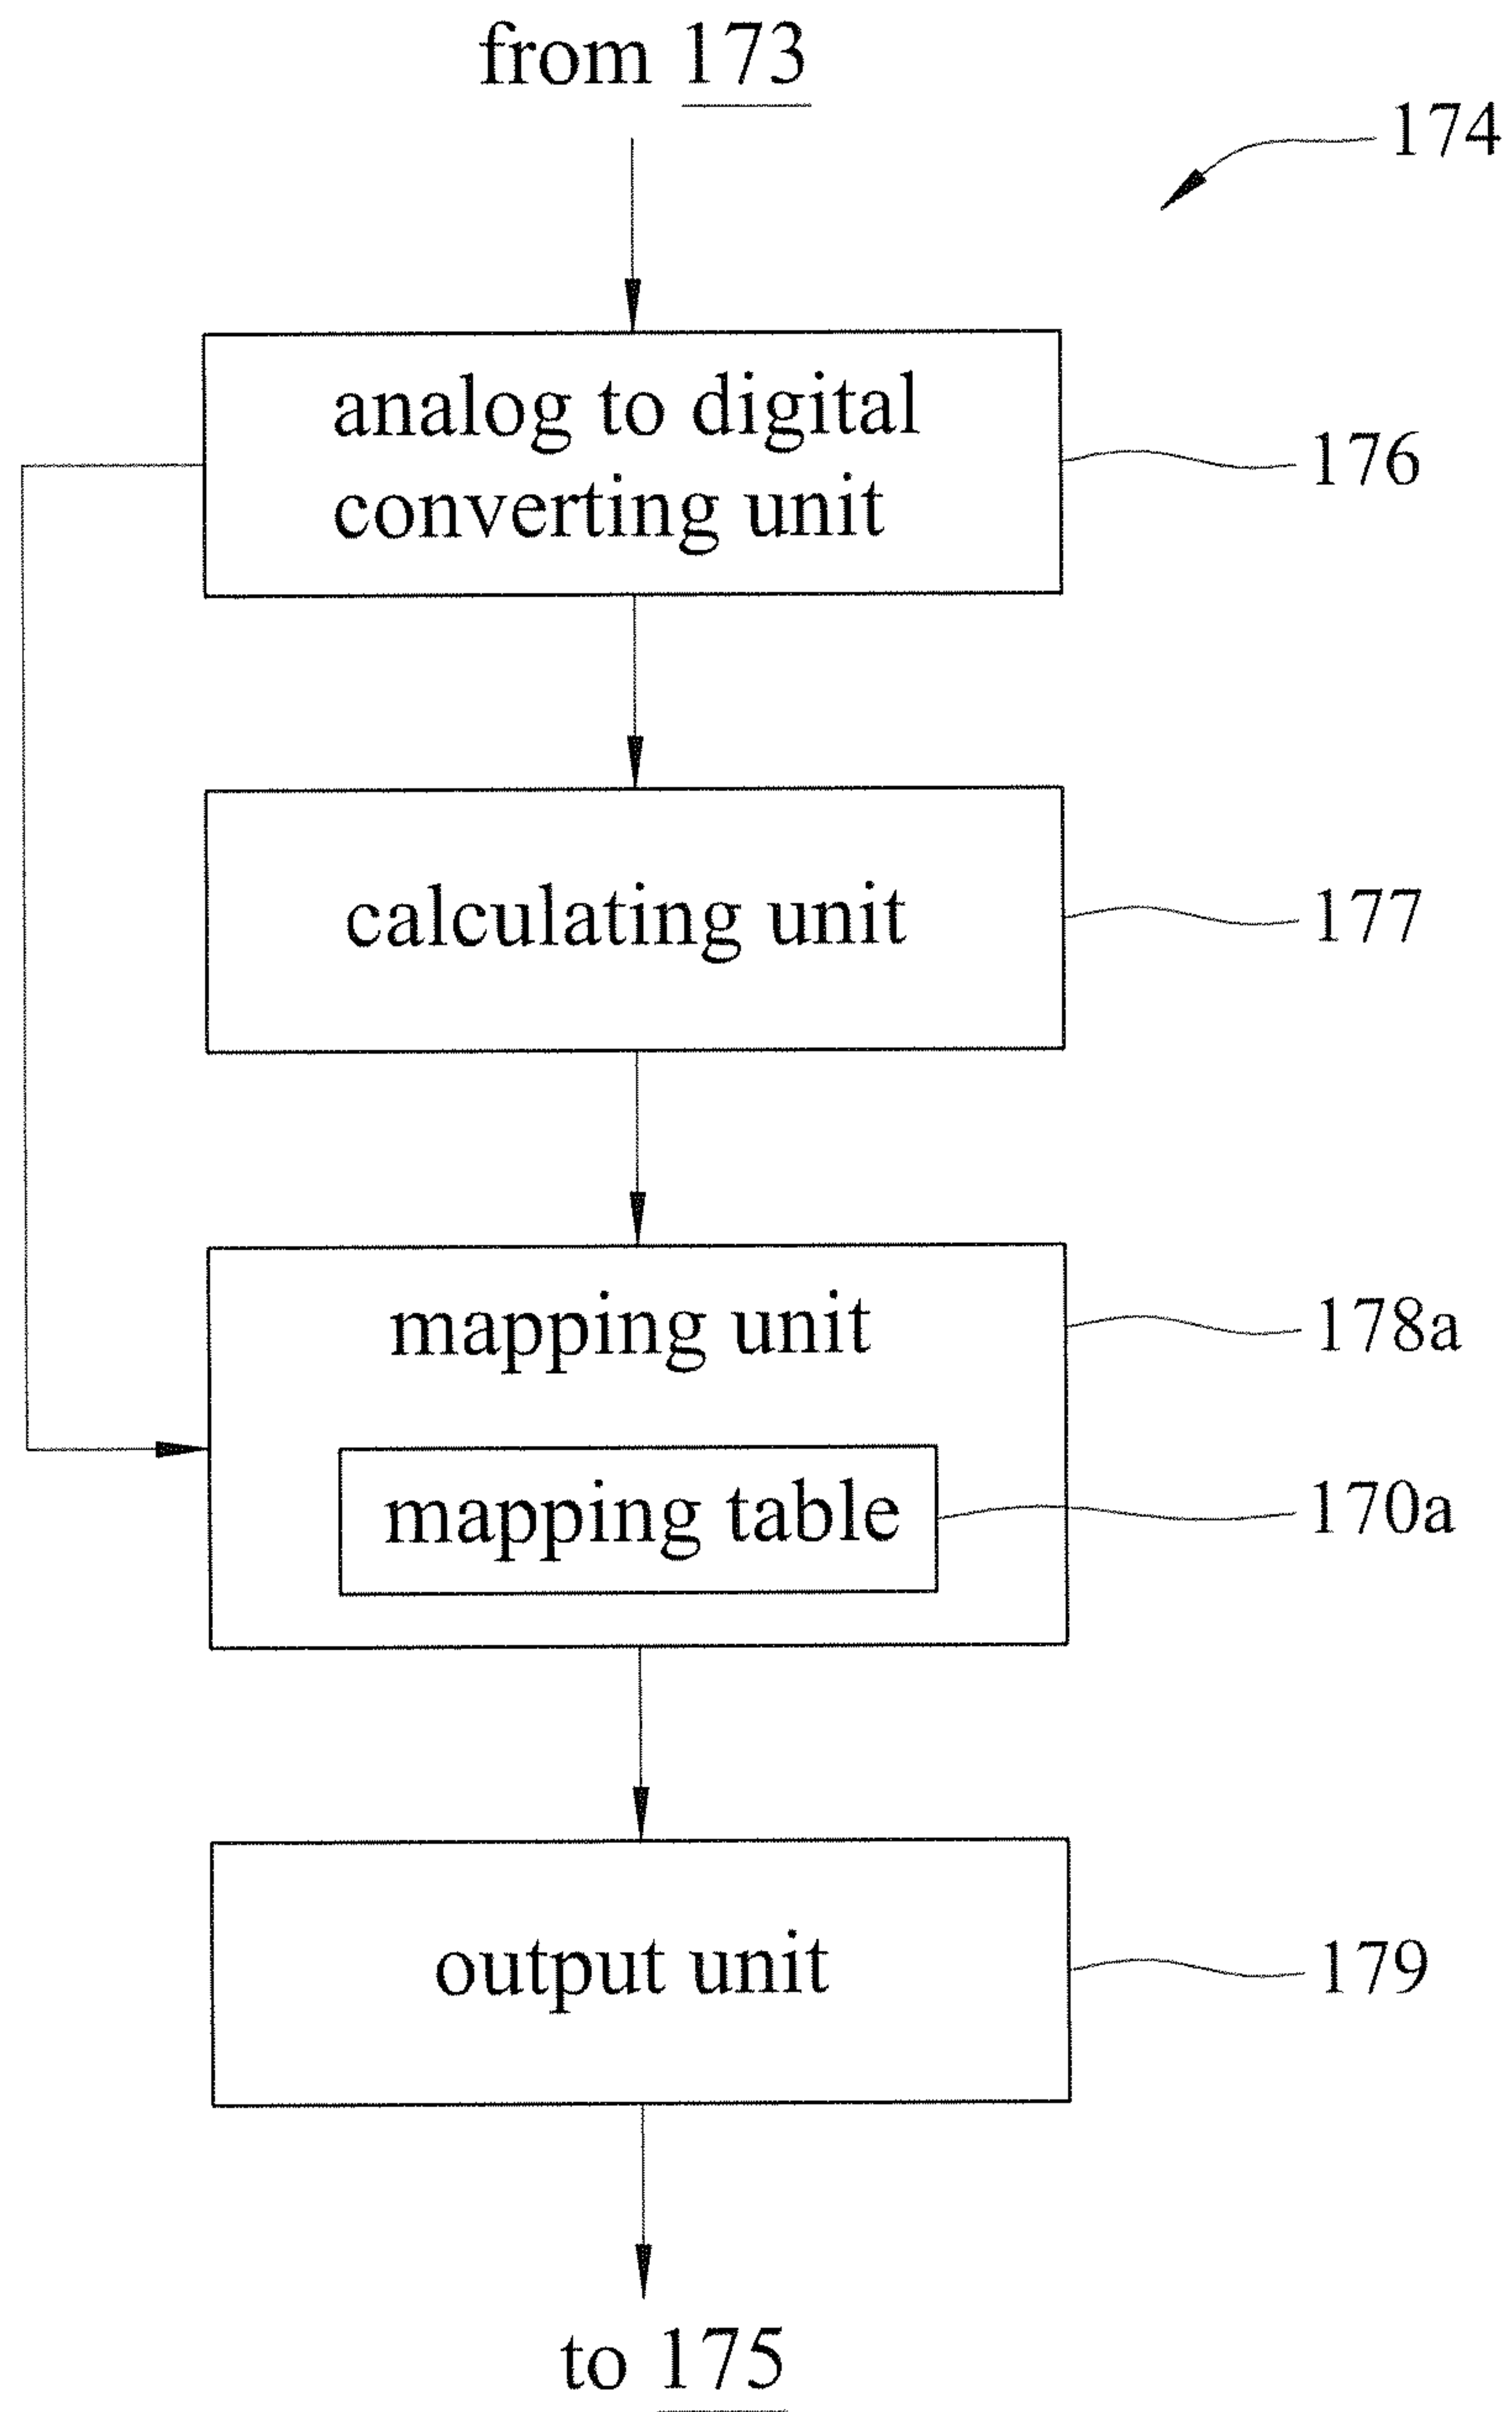 from 173
174
analog to digital
converting unit
176
calculating unit
177
mapping unit
178a
mapping table
170a
output unit
179
to 175